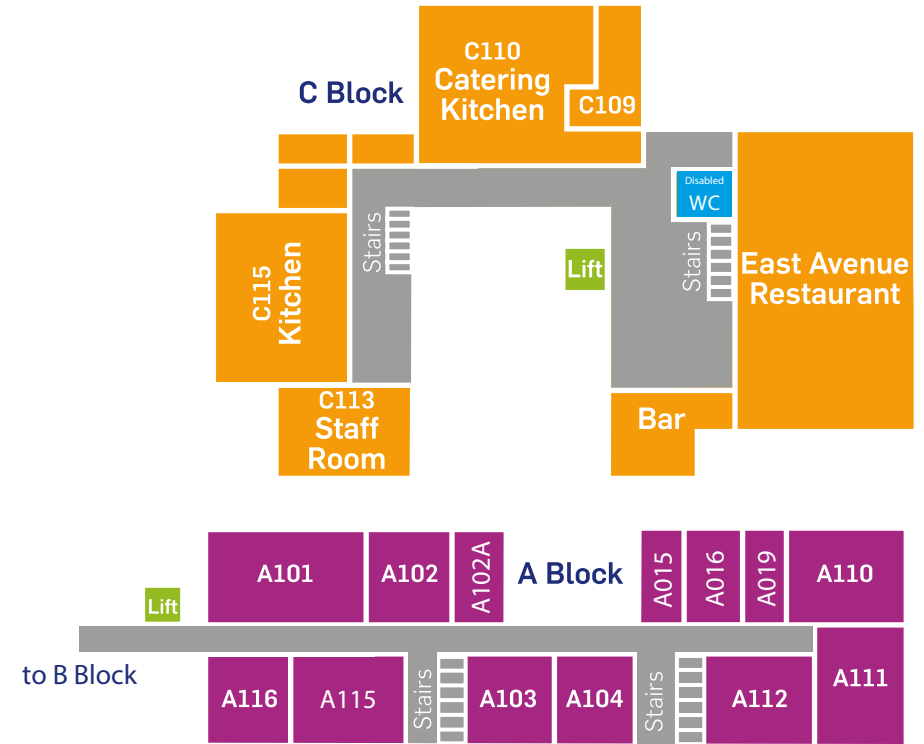 C110
Catering
Kitchen
C109
C Block
Disabled
WC
Stairs
Stairs
Lift
East Avenue
Restaurant
C115
Kitchen
C113
Staff
Room
Bar
A101
A102
A102A
A Block
A015
A016
A019
A110
Lift
to B Block
A116
A115
Stairs
A103
A104
Stairs
A112
A111